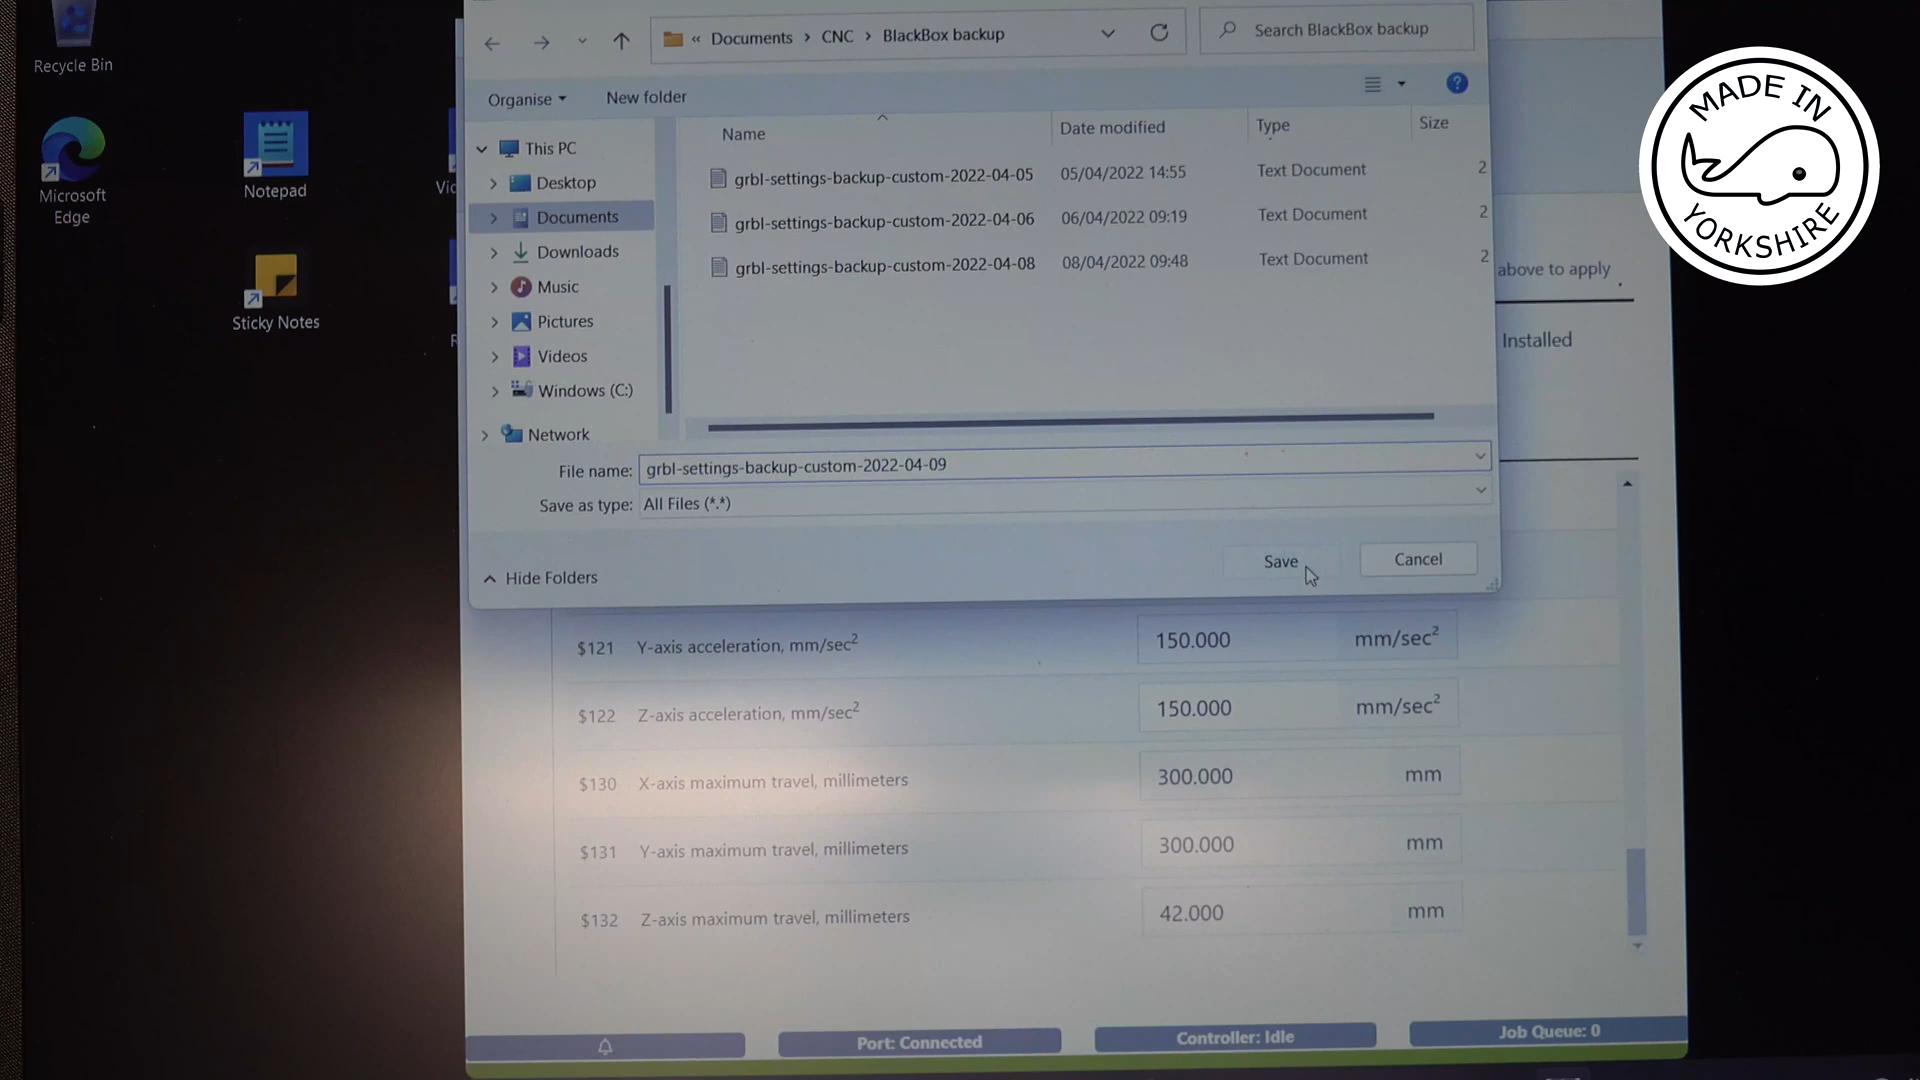 Recycle Bin
Microsoft
Edge
Notepad
Sticky Notes
Vic
« Documents > CNC > BlackBox backup
Search BlackBox backup
Organise
New folder
This PC
Desktop
Documents
Downloads
Music
Pictures
Videos
Windows (C:)
Network
Name Date modified Type Size
grbl-settings-backup-custom-2022-04-05 05/04/2022 14:55 Text Document 2
grbl-settings-backup-custom-2022-04-06 06/04/2022 09:19 Text Document 2
grbl-settings-backup-custom-2022-04-08 08/04/2022 09:48 Text Document 2
File name: grbl-settings-backup-custom-2022-04-09
Save as type: All Files (*.*)
Hide Folders
Save
Cancel
above to apply
Installed
$121 Y-axis acceleration, mm/sec² 150.000 mm/sec²
$122 Z-axis acceleration, mm/sec² 150.000 mm/sec²
$130 X-axis maximum travel, millimeters 300.000 mm
$131 Y-axis maximum travel, millimeters 300.000 mm
$132 Z-axis maximum travel, millimeters 42.000 mm
Port: Connected
Controller: Idle
Job Queue: 0
MADE IN
YORKSHIRE